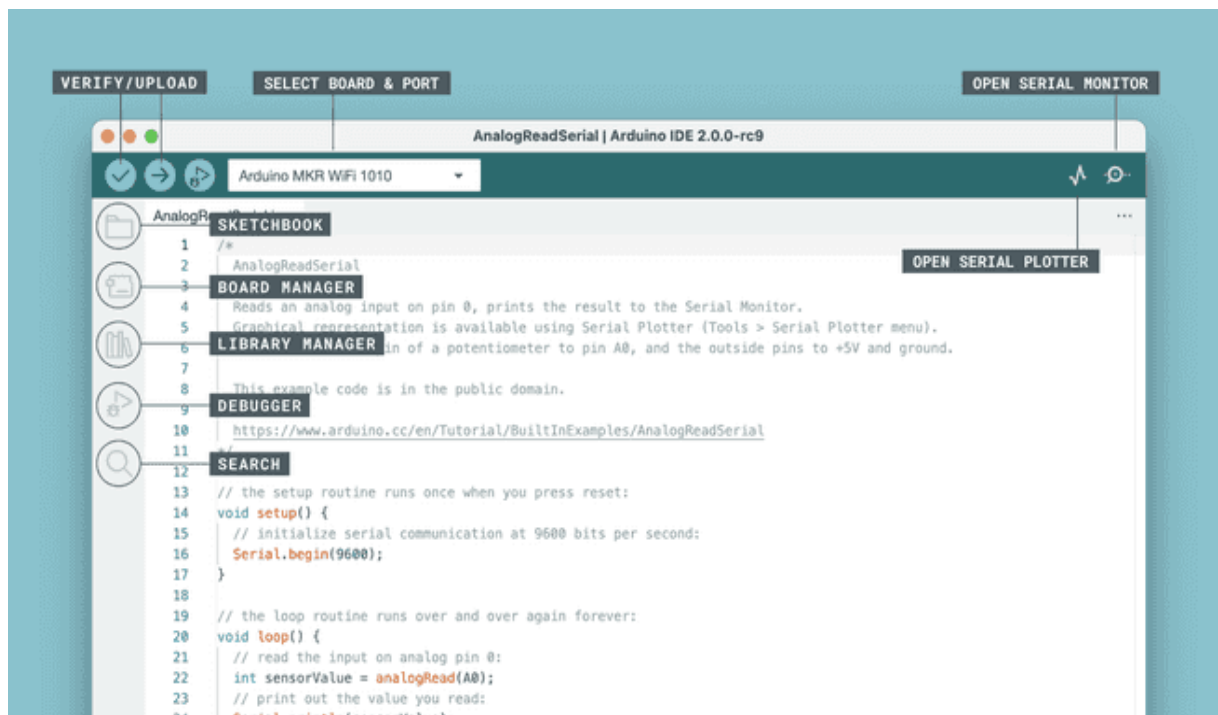 VERIFY/UPLOAD
SELECT BOARD & PORT
OPEN SERIAL MONITOR
AnalogReadSerial | Arduino IDE 2.0.0-rc9
Arduino MKR WiFi 1010
SKETCHBOOK
OPEN SERIAL PLOTTER
1 /*
2 AnalogReadSerial
3
BOARD MANAGER
4 Reads an analog input on pin 0, prints the result to the Serial Monitor.
5 Graphical representation is available using Serial Plotter (Tools > Serial Plotter menu).
LIBRARY MANAGER
6 of a potentiometer to pin A0, and the outside pins to +5V and ground.
7
8 This example code is in the public domain.
DEBUGGER
9
10 https://www.arduino.cc/en/Tutorial/BuiltInExamples/AnalogReadSerial
11 */
SEARCH
12
13 // the setup routine runs once when you press reset:
14 void setup() {
15 // initialize serial communication at 9600 bits per second:
16 Serial.begin(9600);
17 }
18
19 // the loop routine runs over and over again forever:
20 void loop() {
21 // read the input on analog pin 0:
22 int sensorValue = analogRead(A0);
23 // print out the value you read: